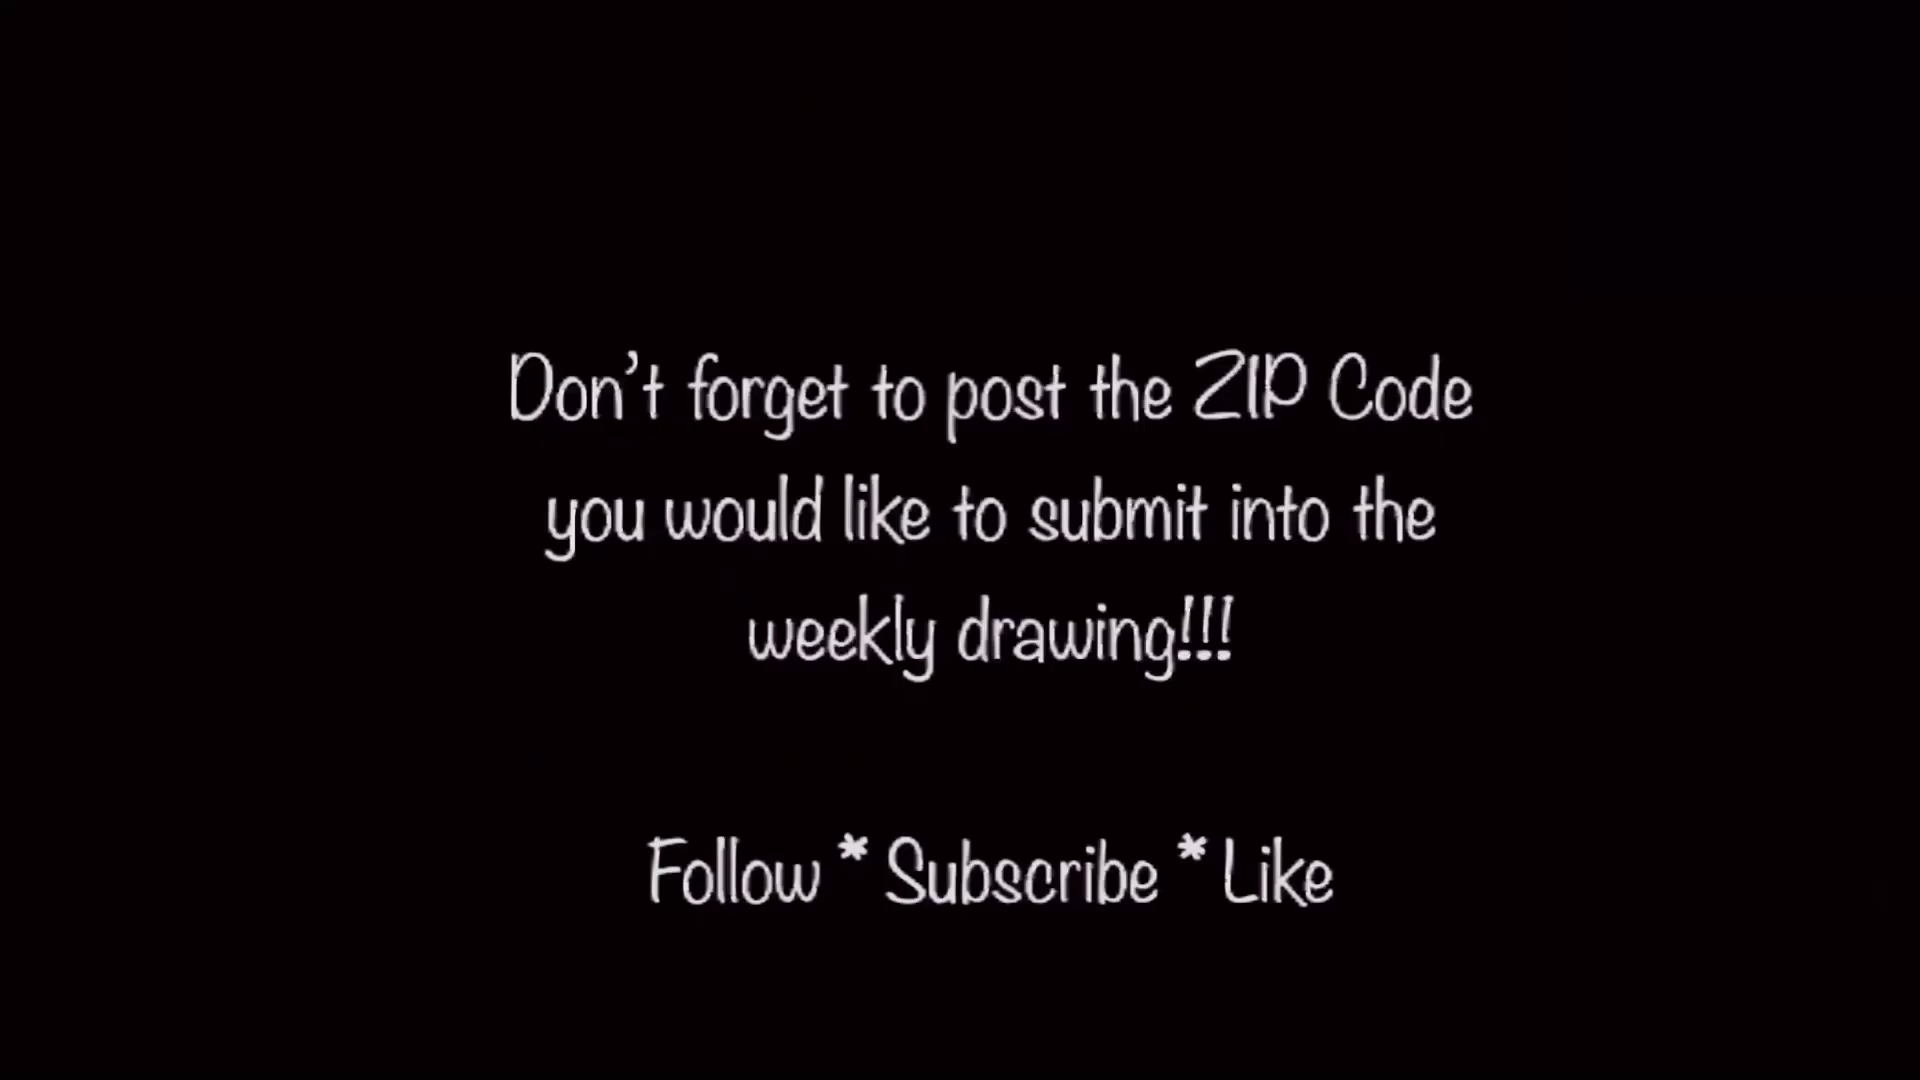 Don't forget to post the ZIP Code
you would like to submit into the
weekly drawing!!!
Follow * Subscribe * Like